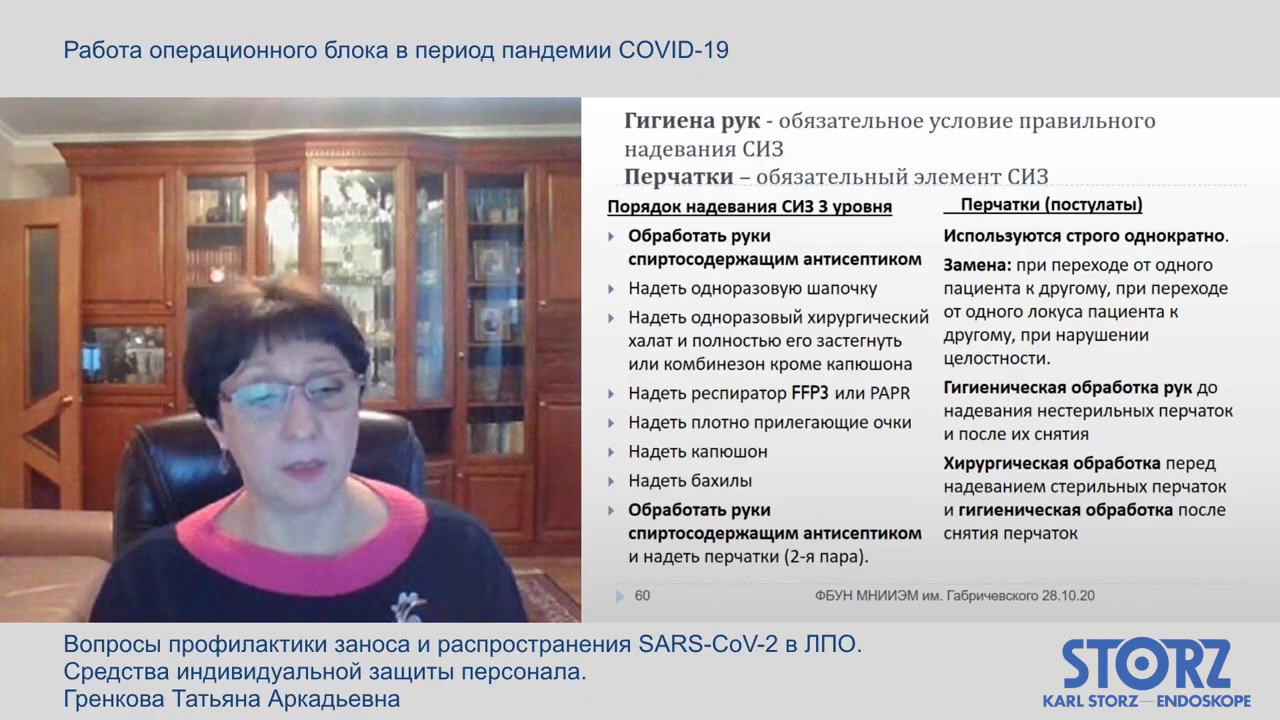 Работа операционного блока в период пандемии COVID-19
Гигиена рук - обязательное условие правильного
надевания СИЗ
Перчатки – обязательный элемент СИЗ
Порядок надевания СИЗ 3 уровня
Обработать руки
спиртосодержащим антисептиком
Надеть одноразовую шапочку
Надеть одноразовый хирургический
халат и полностью его застегнуть
или комбинезон кроме капюшона
Надеть респиратор FFP3 или PAPR
Надеть плотно прилегающие очки
Надеть капюшон
Надеть бахилы
Обработать руки
спиртосодержащим антисептиком
и надеть перчатки (2-я пара).
Перчатки (постулаты)
Используются строго однократно.
Замена: при переходе от одного
пациента к другому, при переходе
от одного локуса пациента к
другому, при нарушении
целостности.
Гигиеническая обработка рук до
надевания нестерильных перчаток
и после их снятия
Хирургическая обработка перед
надеванием стерильных перчаток
и гигиеническая обработка после
снятия перчаток
60
ФБУН МНИИЭМ им. Габричевского 28.10.20
Вопросы профилактики заноса и распространения SARS-CoV-2 в ЛПО.
Средства индивидуальной защиты персонала.
Гренкова Татьяна Аркадьевна
STORZ
KARL STORZ—ENDOSKOPE